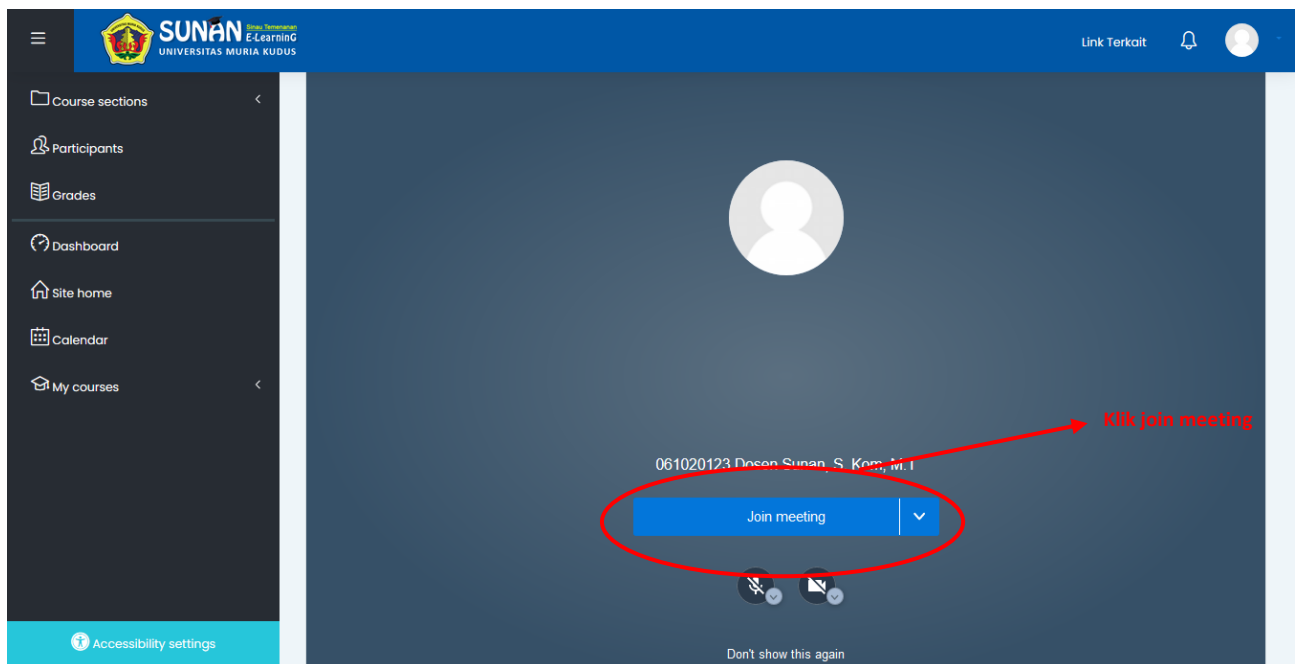 SUNAN
Sinau Temenanan
E-LearninG
UNIVERSITAS MURIA KUDUS
Link Terkait
Course sections
Participants
Grades
Dashboard
Site home
Calendar
My courses
Accessibility settings
Klik join meeting
061020123 Dosen Sunan, S. Kom, M.T
Join meeting
Don't show this again